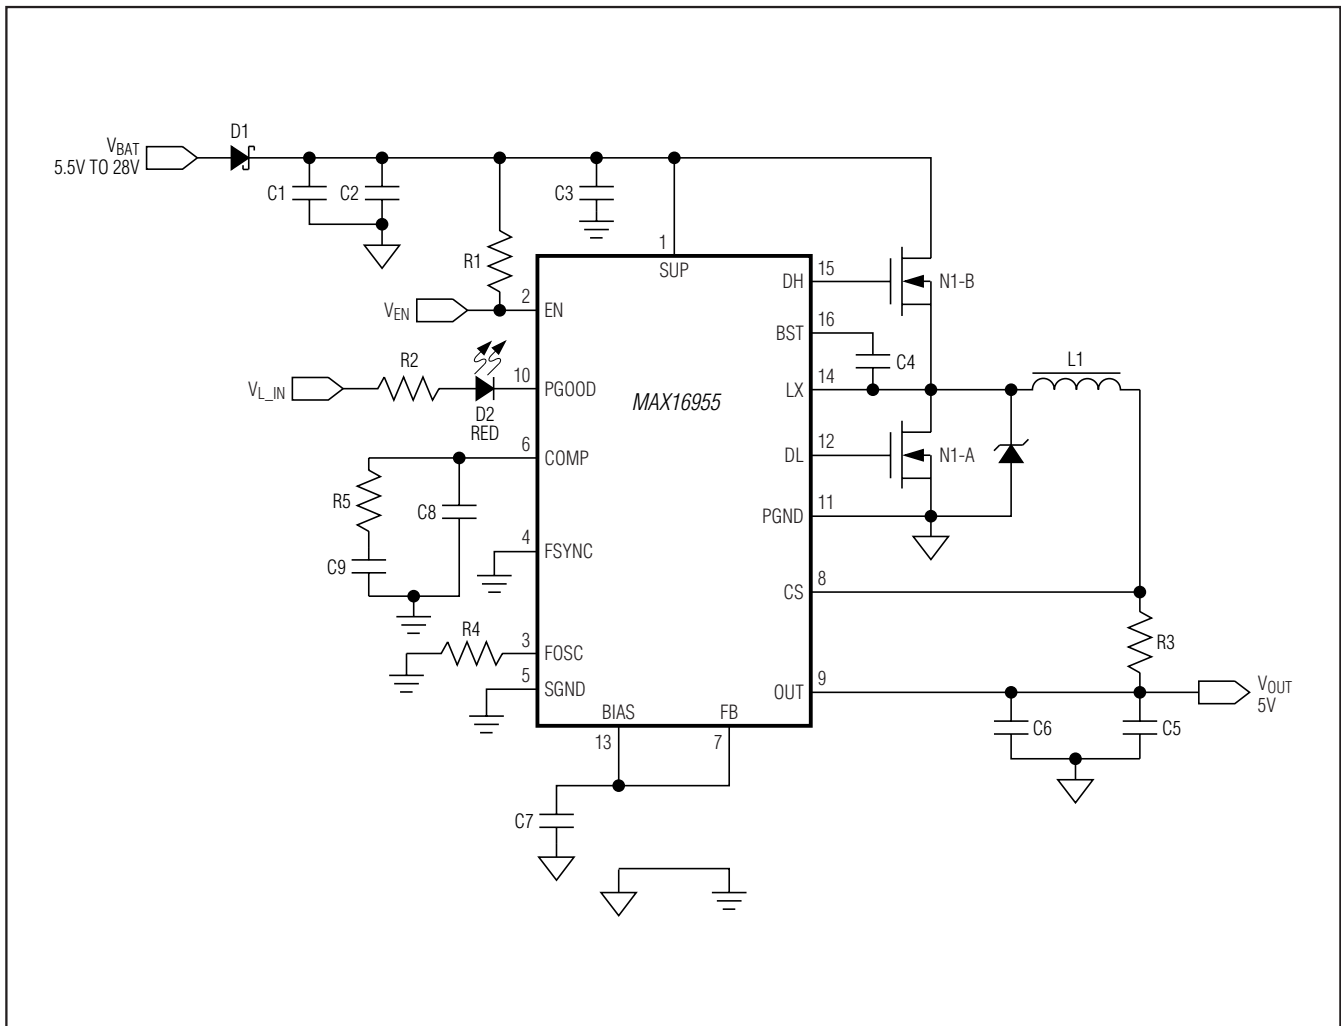 D1
VBAT
5.5V TO 28V
C1
C2
C3
R1
1
SUP
DH
15
N1-B
2
EN
VEN
BST
16
C4
R2
VL_IN
10
PGOOD
D2
RED
MAX16955
LX
14
L1
6
COMP
DL
12
N1-A
R5
C8
C9
PGND
11
4
FSYNC
CS
8
R3
R4
3
FOSC
5
SGND
OUT
9
VOUT
5V
C6
C5
BIAS
FB
13
7
C7